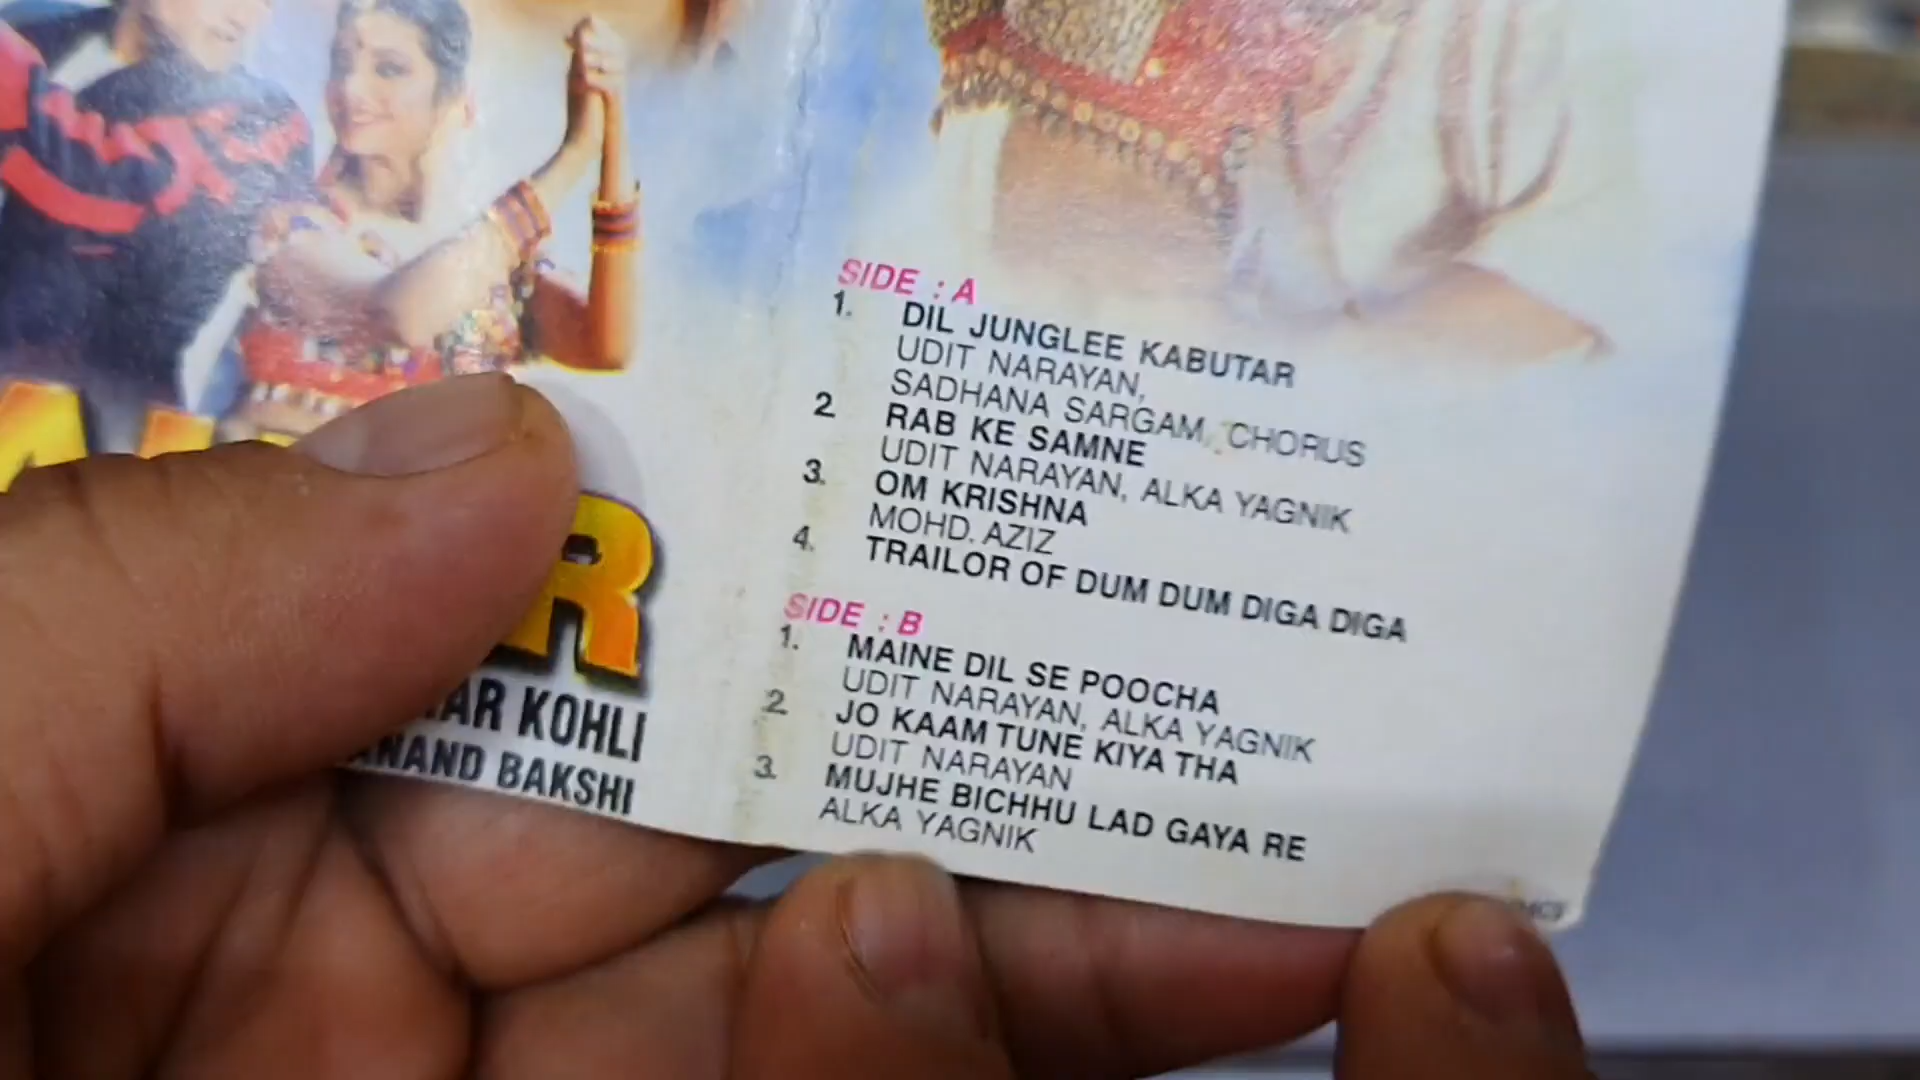 R
KOHLI
ANAND BAKSHI
SIDE : A
1. DIL JUNGLEE KABUTAR
UDIT NARAYAN,
SADHANA SARGAM, CHORUS
2. RAB KE SAMNE
UDIT NARAYAN, ALKA YAGNIK
3. OM KRISHNA
MOHD. AZIZ
4. TRAILOR OF DUM DUM DIGA DIGA
SIDE : B
1. MAINE DIL SE POOCHA
UDIT NARAYAN, ALKA YAGNIK
2. JO KAAM TUNE KIYA THA
UDIT NARAYAN
3. MUJHE BICHHU LAD GAYA RE
ALKA YAGNIK